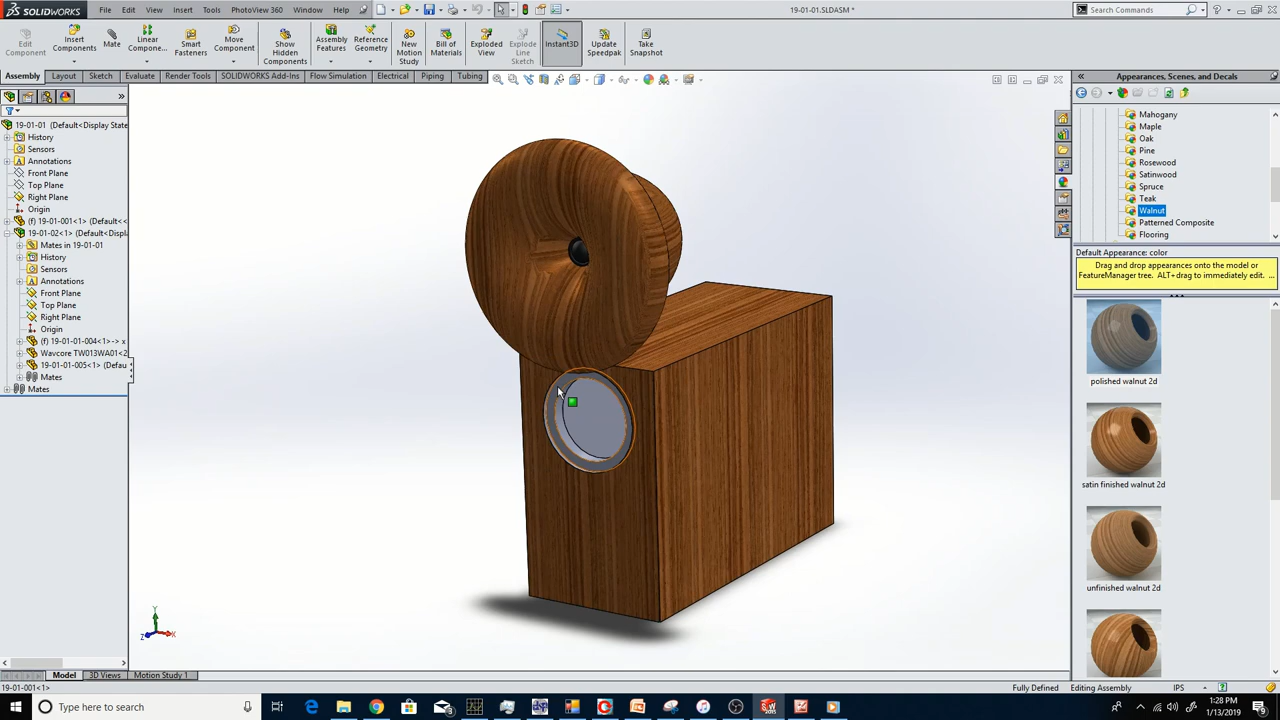 SOLIDWORKS File Edit View Insert Tools PhotoView 360 Window Help 19-01-01.SLDASM * Search Commands
Edit Component
Insert Components
Mate
Linear Compone...
Smart Fasteners
Move Component
Show Hidden Components
Assembly Features
Reference Geometry
New Motion Study
Bill of Materials
Exploded View
Explode Line Sketch
Instant3D
Update Speedpak
Take Snapshot
Assembly Layout Sketch Evaluate Render Tools SOLIDWORKS Add-Ins Flow Simulation Electrical Piping Tubing
19-01-01 (Default<Display State
History
Sensors
Annotations
Front Plane
Top Plane
Right Plane
Origin
(f) 19-01-001<1> (Default<<
19-01-02<1> (Default<Displ
Mates in 19-01-01
History
Sensors
Annotations
Front Plane
Top Plane
Right Plane
Origin
(f) 19-01-01-004<1>-> x
Wavcore TW013WA01<2
19-01-01-005<1> (Defau
Mates
Mates
Appearances, Scenes, and Decals
Mahogany
Maple
Oak
Pine
Rosewood
Satinwood
Spruce
Teak
Walnut
Patterned Composite
Flooring
Default Appearance: color
Drag and drop appearances onto the model or
FeatureManager tree. ALT+drag to immediately edit. ...
polished walnut 2d
satin finished walnut 2d
unfinished walnut 2d
Y
Z X
Model 3D Views Motion Study 1
19-01-001<1> Fully Defined Editing Assembly IPS
Type here to search
1:28 PM
1/13/2019